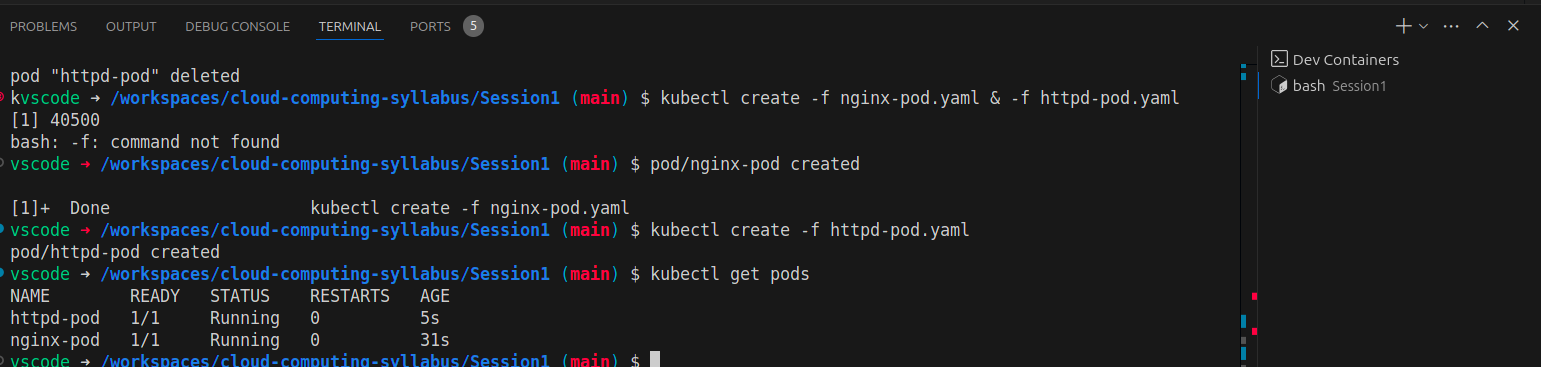 PROBLEMS OUTPUT DEBUG CONSOLE TERMINAL PORTS 5
pod "httpd-pod" deleted
kvscode ➜ /workspaces/cloud-computing-syllabus/Session1 (main) $ kubectl create -f nginx-pod.yaml & -f httpd-pod.yaml
[1] 40500
bash: -f: command not found
vscode ➜ /workspaces/cloud-computing-syllabus/Session1 (main) $ pod/nginx-pod created
[1]+  Done                    kubectl create -f nginx-pod.yaml
vscode ➜ /workspaces/cloud-computing-syllabus/Session1 (main) $ kubectl create -f httpd-pod.yaml
pod/httpd-pod created
vscode ➜ /workspaces/cloud-computing-syllabus/Session1 (main) $ kubectl get pods
NAME        READY   STATUS    RESTARTS   AGE
httpd-pod   1/1     Running   0          5s
nginx-pod   1/1     Running   0          31s
vscode ➜ /workspaces/cloud-computing-syllabus/Session1 (main) $
Dev Containers
bash Session1